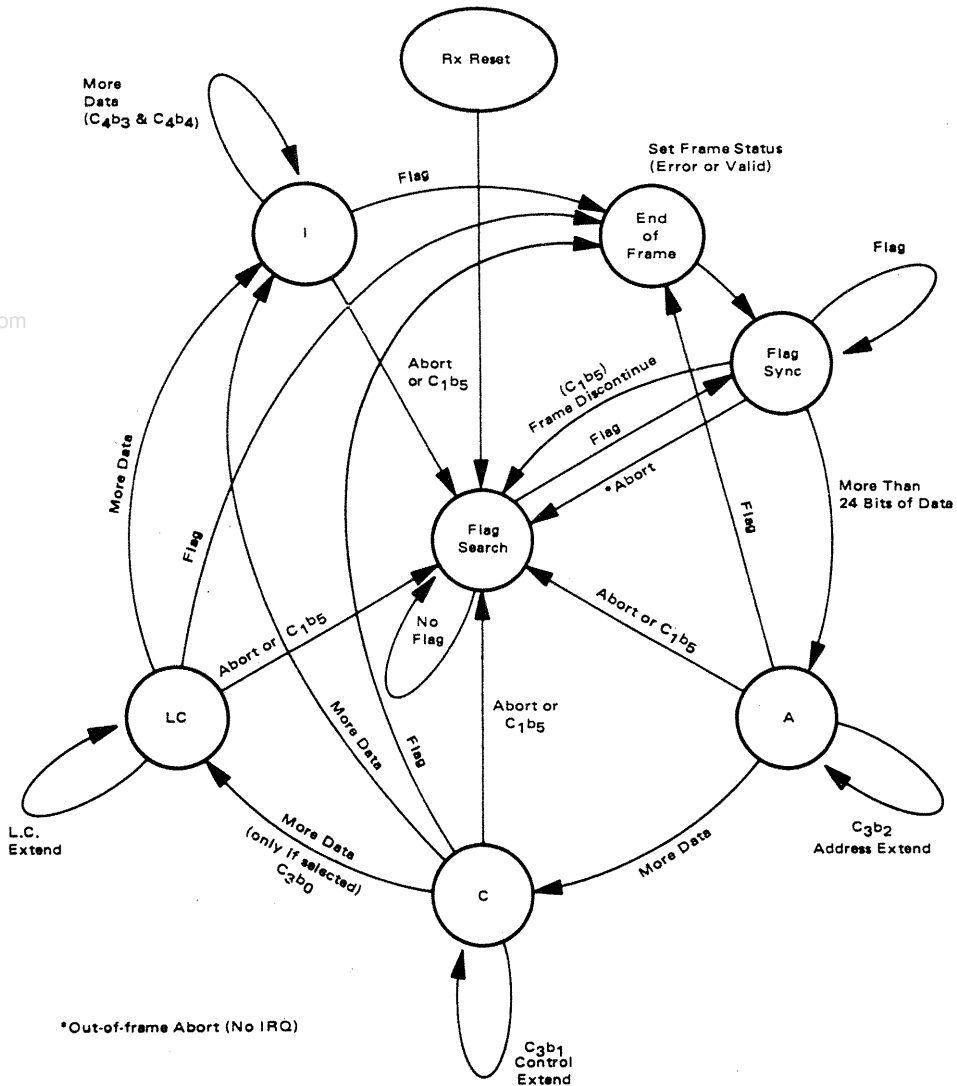 Rx Reset
More
Data
(C4b3 & C4b4)
Set Frame Status
(Error or Valid)
Flag
I
End
of
Frame
Flag
om
Flag
Sync
Abort
or C1b5
(C1b5)
Frame Discontinue
Flag
*Abort
More Data
More Than
24 Bits of Data
Flag
Flag
Flag
Search
No
Flag
Abort or C1b5
Abort or C1b5
LC
Abort or
C1b5
A
More Data
Flag
L.C.
Extend
More Data
(only if selected)
C3b0
More Data
C3b2
Address Extend
C
*Out-of-frame Abort (No IRQ)
C3b1
Control
Extend